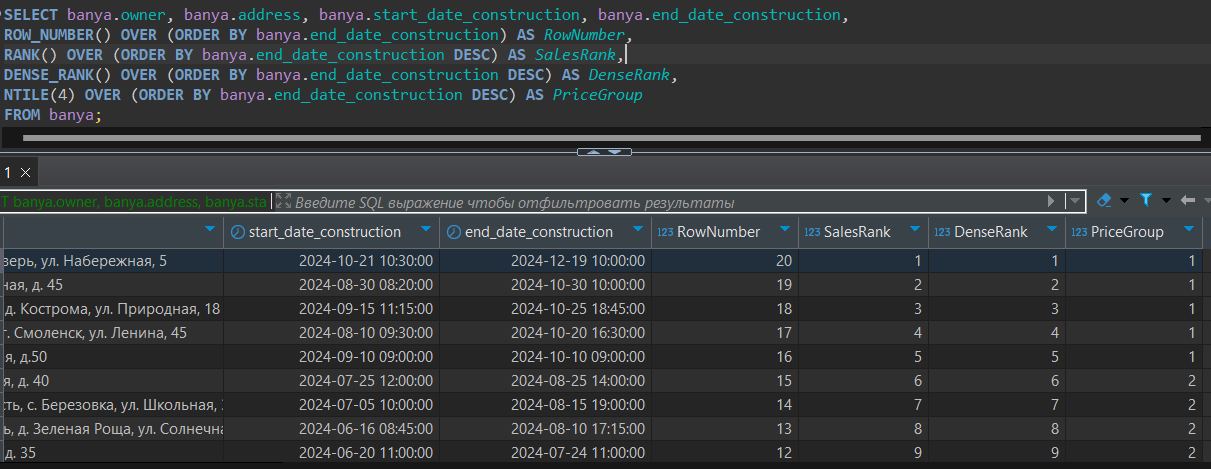 SELECT banya.owner, banya.address, banya.start_date_construction, banya.end_date_construction,
ROW_NUMBER() OVER (ORDER BY banya.end_date_construction) AS RowNumber,
RANK() OVER (ORDER BY banya.end_date_construction DESC) AS SalesRank,
DENSE_RANK() OVER (ORDER BY banya.end_date_construction DESC) AS DenseRank,
NTILE(4) OVER (ORDER BY banya.end_date_construction DESC) AS PriceGroup
FROM banya;
1 ×
T banya.owner, banya.address, banya.sta Введите SQL выражение чтобы отфильтровать результаты
start_date_construction end_date_construction 123 RowNumber 123 SalesRank 123 DenseRank 123 PriceGroup
верь, ул. Набережная, 5 2024-10-21 10:30:00 2024-12-19 10:00:00 20 1 1 1
ная, д. 45 2024-08-30 08:20:00 2024-10-30 10:00:00 19 2 2 1
д. Кострома, ул. Природная, 18 2024-09-15 11:15:00 2024-10-25 18:45:00 18 3 3 1
г. Смоленск, ул. Ленина, 45 2024-08-10 09:30:00 2024-10-20 16:30:00 17 4 4 1
я, д.50 2024-09-10 09:00:00 2024-10-10 09:00:00 16 5 5 1
я, д. 40 2024-07-25 12:00:00 2024-08-25 14:00:00 15 6 6 2
сть, с. Березовка, ул. Школьная, 2024-07-05 10:00:00 2024-08-15 19:00:00 14 7 7 2
ь, д. Зеленая Роща, ул. Солнечна 2024-06-16 08:45:00 2024-08-10 17:15:00 13 8 8 2
д. 35 2024-06-20 11:00:00 2024-07-24 11:00:00 12 9 9 2